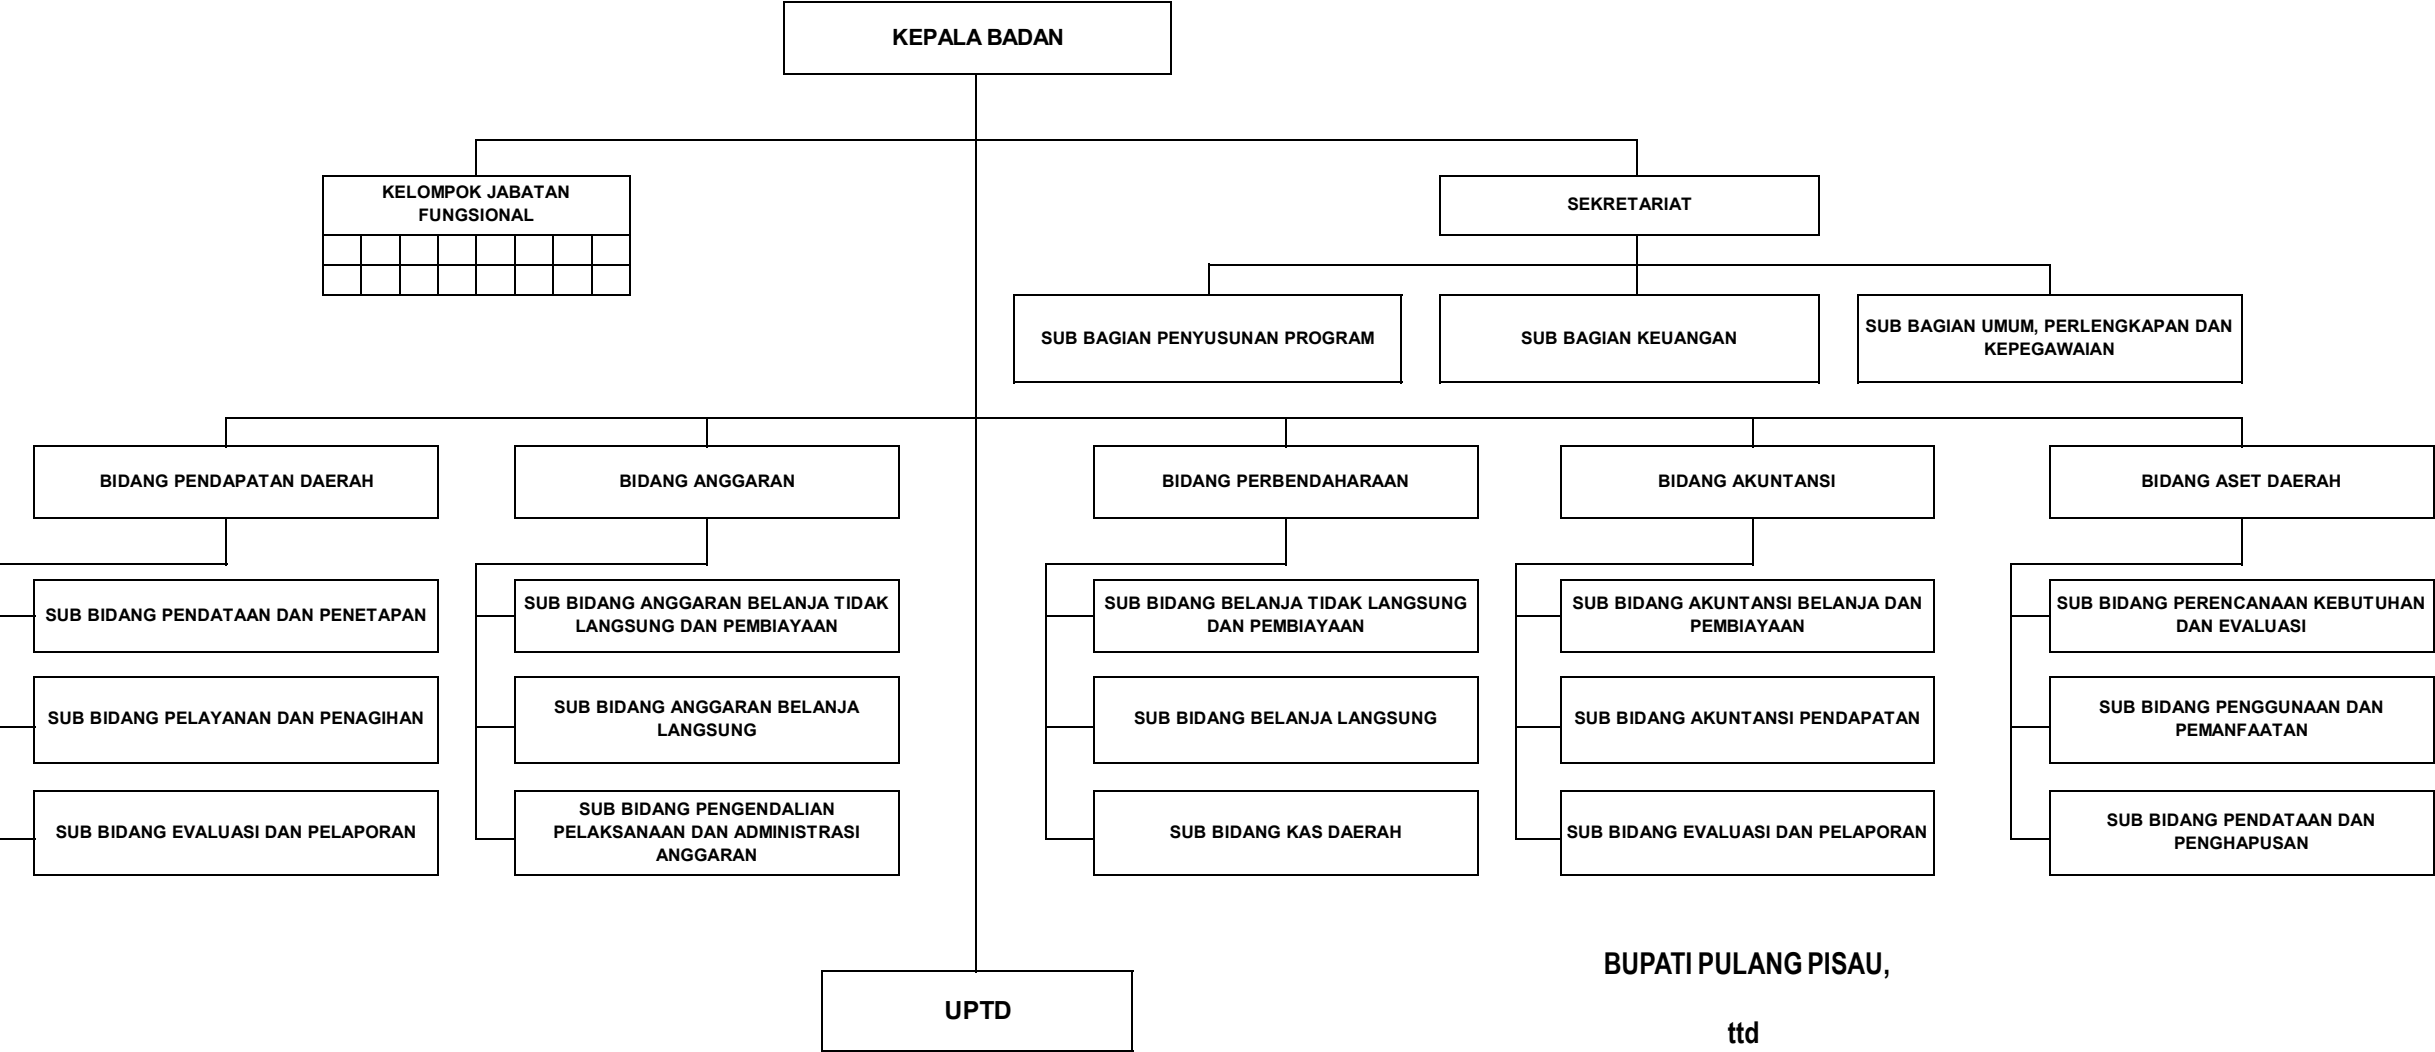 KEPALA BADAN
KELOMPOK JABATAN
FUNGSIONAL
SEKRETARIAT
SUB BAGIAN PENYUSUNAN PROGRAM
SUB BAGIAN KEUANGAN
SUB BAGIAN UMUM, PERLENGKAPAN DAN
KEPEGAWAIAN
BIDANG PENDAPATAN DAERAH
BIDANG ANGGARAN
BIDANG PERBENDAHARAAN
BIDANG AKUNTANSI
BIDANG ASET DAERAH
SUB BIDANG PENDATAAN DAN PENETAPAN
SUB BIDANG ANGGARAN BELANJA TIDAK
LANGSUNG DAN PEMBIAYAAN
SUB BIDANG BELANJA TIDAK LANGSUNG
DAN PEMBIAYAAN
SUB BIDANG AKUNTANSI BELANJA DAN
PEMBIAYAAN
SUB BIDANG PERENCANAAN KEBUTUHAN
DAN EVALUASI
SUB BIDANG PELAYANAN DAN PENAGIHAN
SUB BIDANG ANGGARAN BELANJA
LANGSUNG
SUB BIDANG BELANJA LANGSUNG
SUB BIDANG AKUNTANSI PENDAPATAN
SUB BIDANG PENGGUNAAN DAN
PEMANFAATAN
SUB BIDANG EVALUASI DAN PELAPORAN
SUB BIDANG PENGENDALIAN
PELAKSANAAN DAN ADMINISTRASI
ANGGARAN
SUB BIDANG KAS DAERAH
SUB BIDANG EVALUASI DAN PELAPORAN
SUB BIDANG PENDATAAN DAN
PENGHAPUSAN
UPTD
BUPATI PULANG PISAU,
ttd